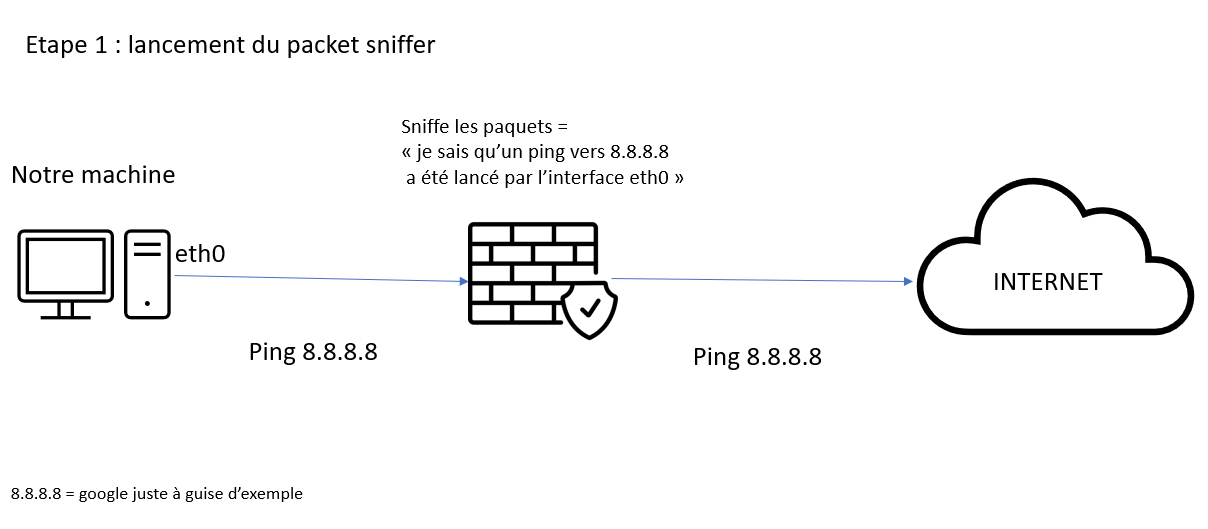 Etape 1 : lancement du packet sniffer
Sniffe les paquets =
« je sais qu’un ping vers 8.8.8.8
a été lancé par l’interface eth0 »
Notre machine
eth0
INTERNET
Ping 8.8.8.8
Ping 8.8.8.8
8.8.8.8 = google juste à guise d’exemple